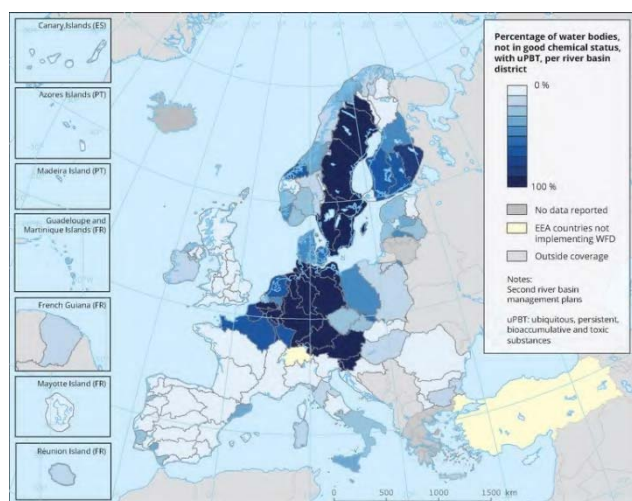 Canary Islands (ES)
Azores Islands (PT)
Madeira Island (PT)
Guadeloupe and
Martinique Islands (FR)
French Guiana (FR)
Mayotte Island (FR)
Réunion Island (FR)
Percentage of water bodies,
not in good chemical status,
with uPBT, per river basin
district
0 %
100 %
No data reported
EEA countries not
implementing WFD
Outside coverage
Notes:
Second river basin
management plans
uPBT: ubiquitous, persistent,
bioaccumulative and toxic
substances
0 500 1000 1500 km